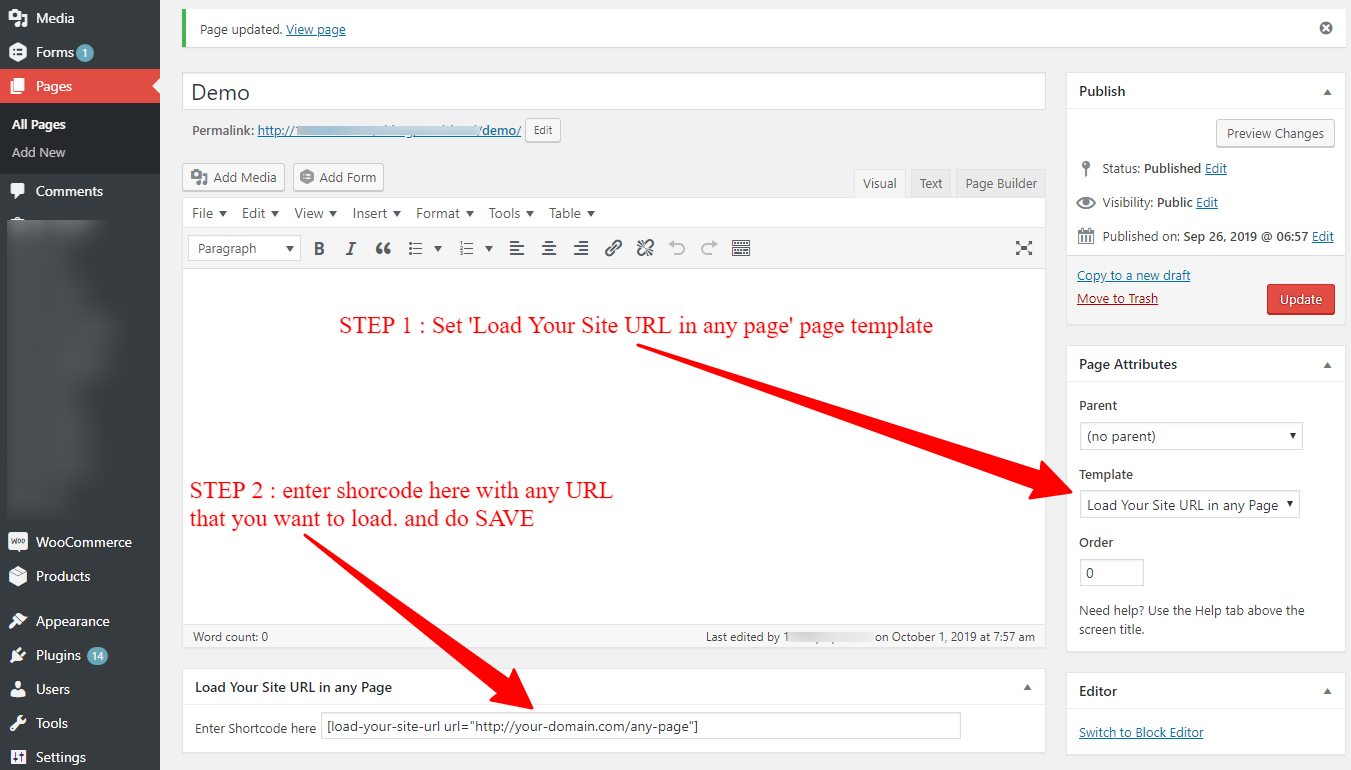 Media
Forms 1
Pages
All Pages
Add New
Comments
WooCommerce
Products
Appearance
Plugins 14
Users
Tools
Settings
Page updated. View page
Demo
Permalink: http:// /demo/ Edit
Add Media Add Form
Visual Text Page Builder
File Edit View Insert Format Tools Table
Paragraph
STEP 1 : Set 'Load Your Site URL in any page' page template
STEP 2 : enter shorcode here with any URL
that you want to load. and do SAVE
Word count: 0
Last edited by on October 1, 2019 at 7:57 am
Load Your Site URL in any Page
Enter Shortcode here [load-your-site-url url="http://your-domain.com/any-page"]
Publish
Preview Changes
Status: Published Edit
Visibility: Public Edit
Published on: Sep 26, 2019 @ 06:57 Edit
Copy to a new draft
Move to Trash
Update
Page Attributes
Parent
(no parent)
Template
Load Your Site URL in any Page
Order
0
Need help? Use the Help tab above the
screen title.
Editor
Switch to Block Editor